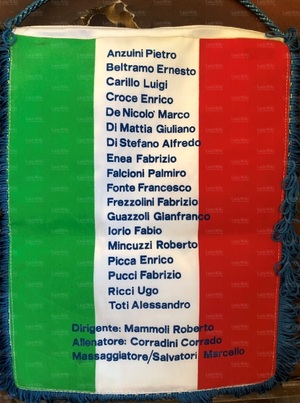 Anzuini Pietro
Beltramo Ernesto
Carillo Luigi
Croce Enrico
De Nicolo' Marco
Di Mattia Giuliano
Di Stefano Alfredo
Enea Fabrizio
Falcioni Palmiro
Fonte Francesco
Frezzolini Fabrizio
Guazzoli Gianfranco
Iorio Fabio
Mincuzzi Roberto
Picca Enrico
Pucci Fabrizio
Ricci Ugo
Toti Alessandro
Dirigente: Mammoli Roberto
Allenatore: Corradini Corrado
Massaggiatore/Salvatori Marcello